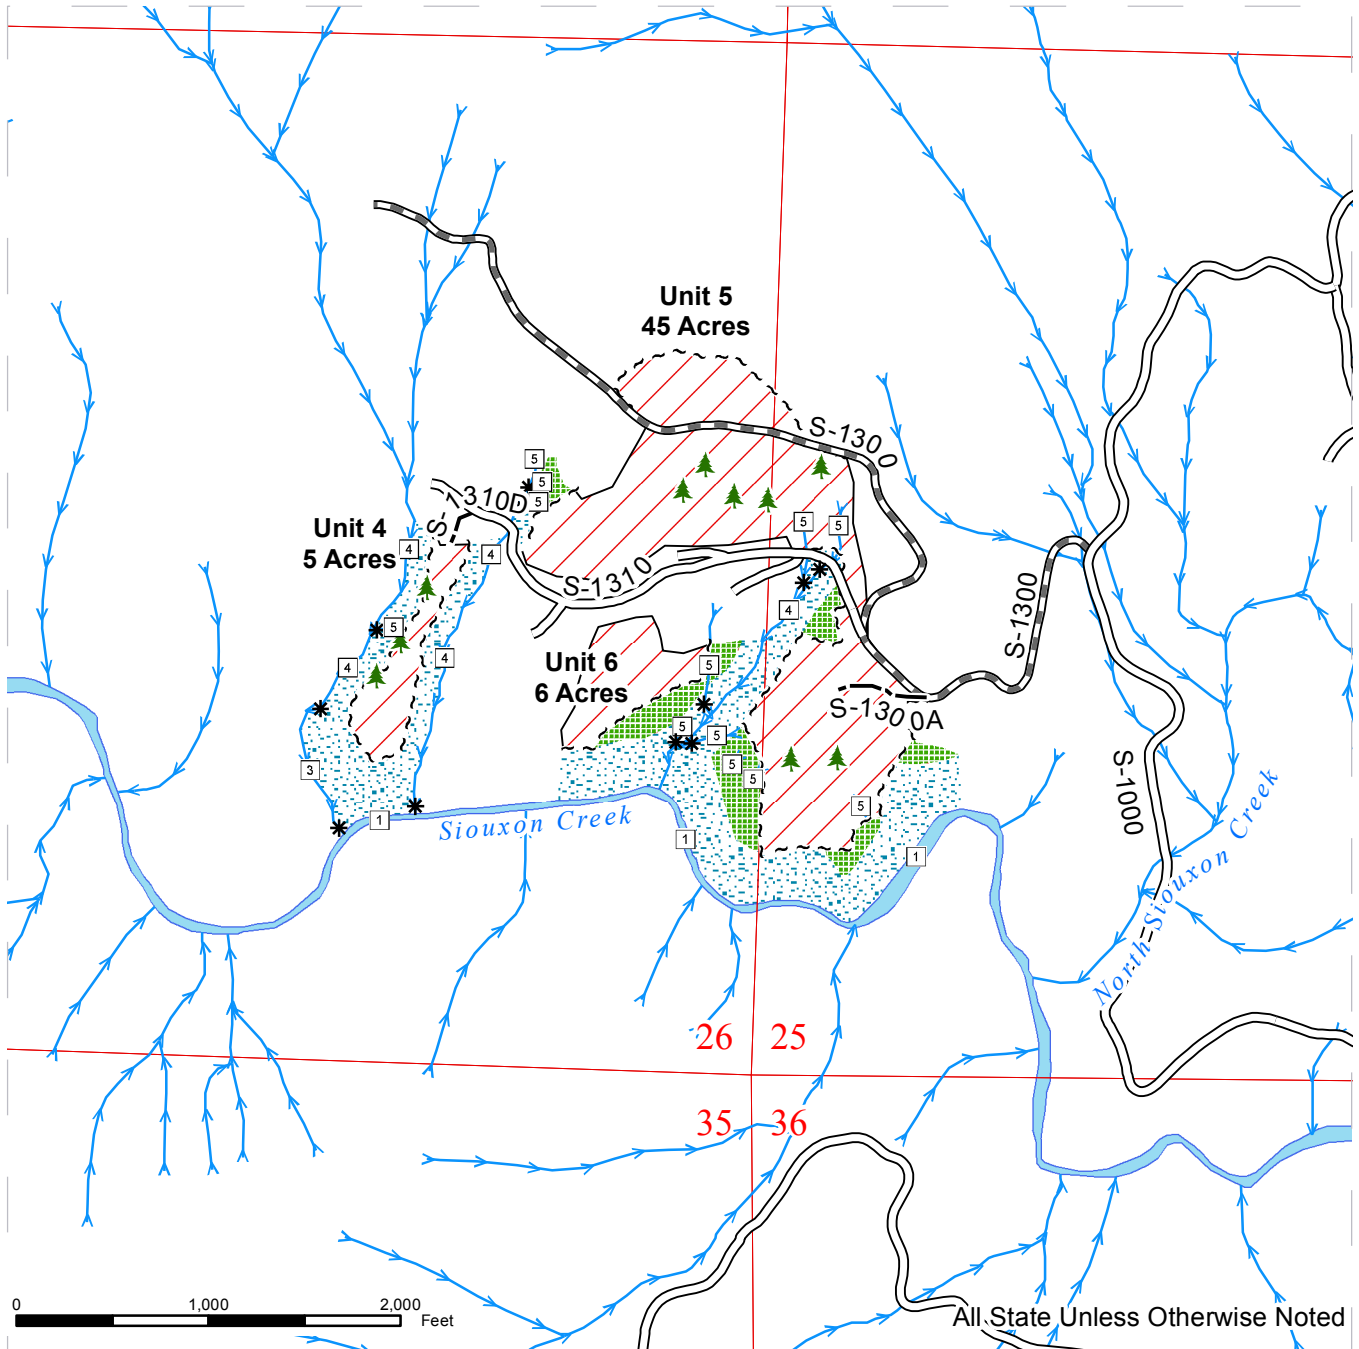 Unit 5
45 Acres
S-1300
5
5
5
S-1310D
Unit 4
5 Acres
4
4
5
5
S-1310
S-1300
4
5
4
4
Unit 6
6 Acres
5
S-1300A
5
5
3
5
5
S-1000
1
5
Siouxon Creek
1
1
North Siouxon Creek
26
25
35
36
0
1,000
2,000
Feet
All State Unless Otherwise Noted